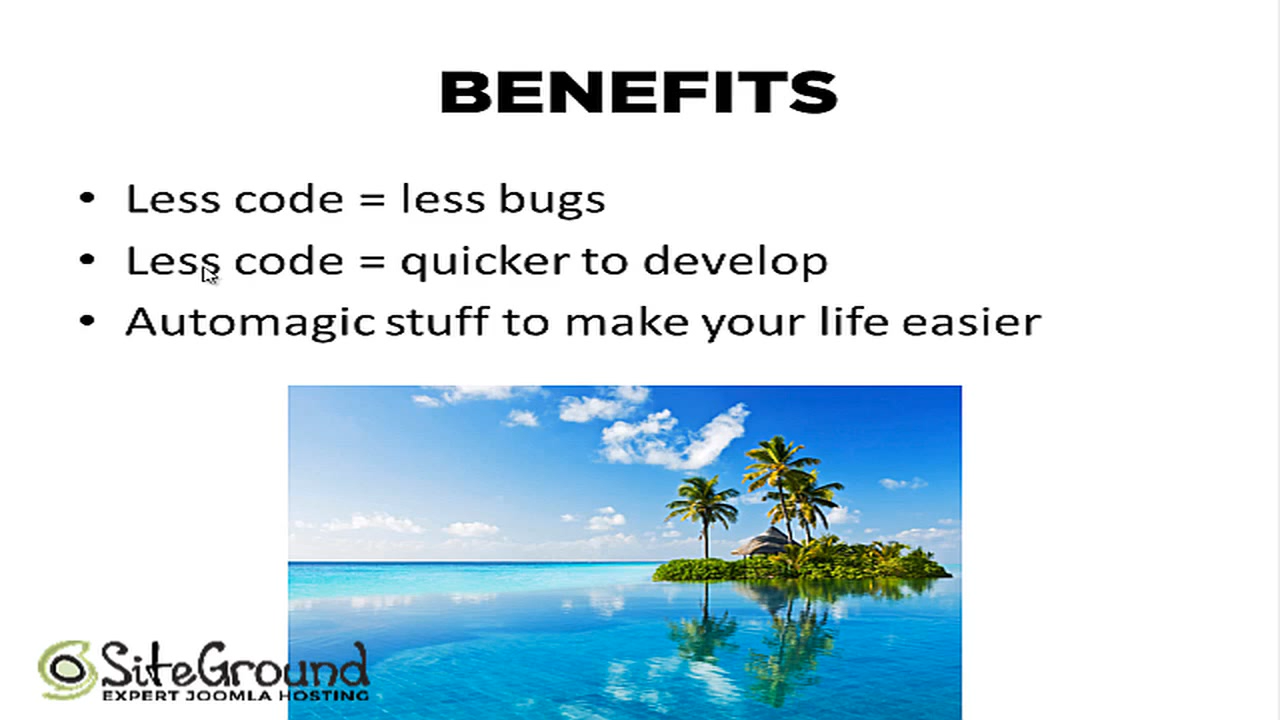 BENEFITS
• Less code = less bugs
• Less code = quicker to develop
• Automagic stuff to make your life easier
SiteGround
EXPERT JOOMLA HOSTING